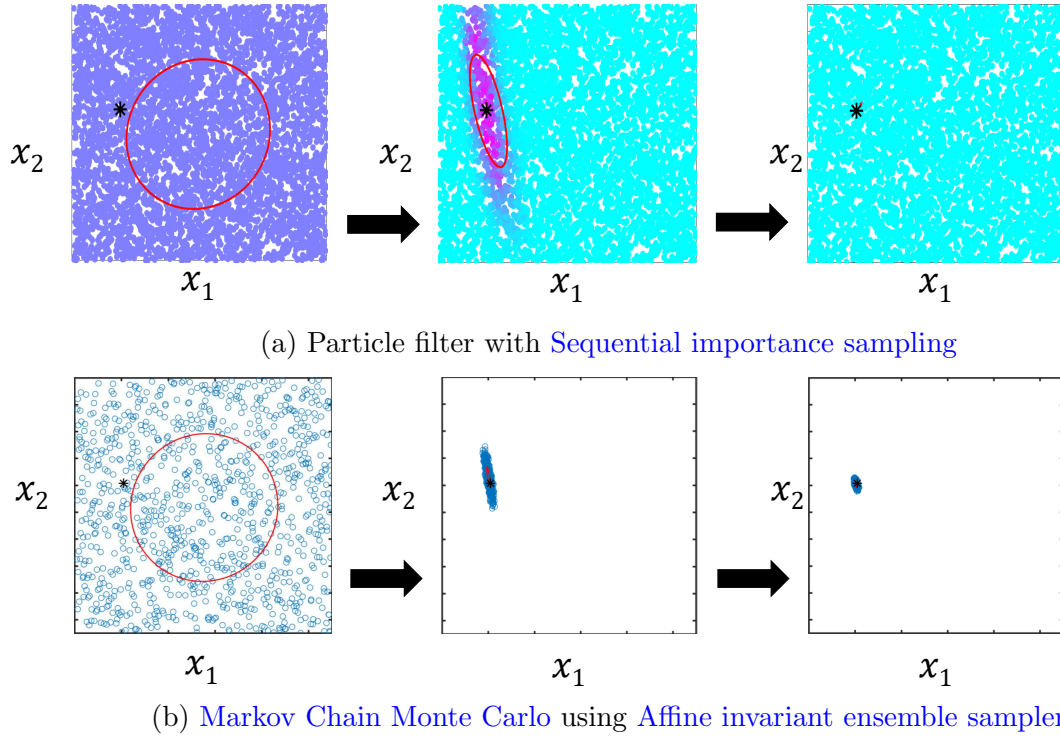 x₂
x₂
x₂
x₁
x₁
x₁
(a) Particle filter with Sequential importance sampling
x₂
x₂
x₂
x₁
x₁
x₁
(b) Markov Chain Monte Carlo using Affine invariant ensemble sampler